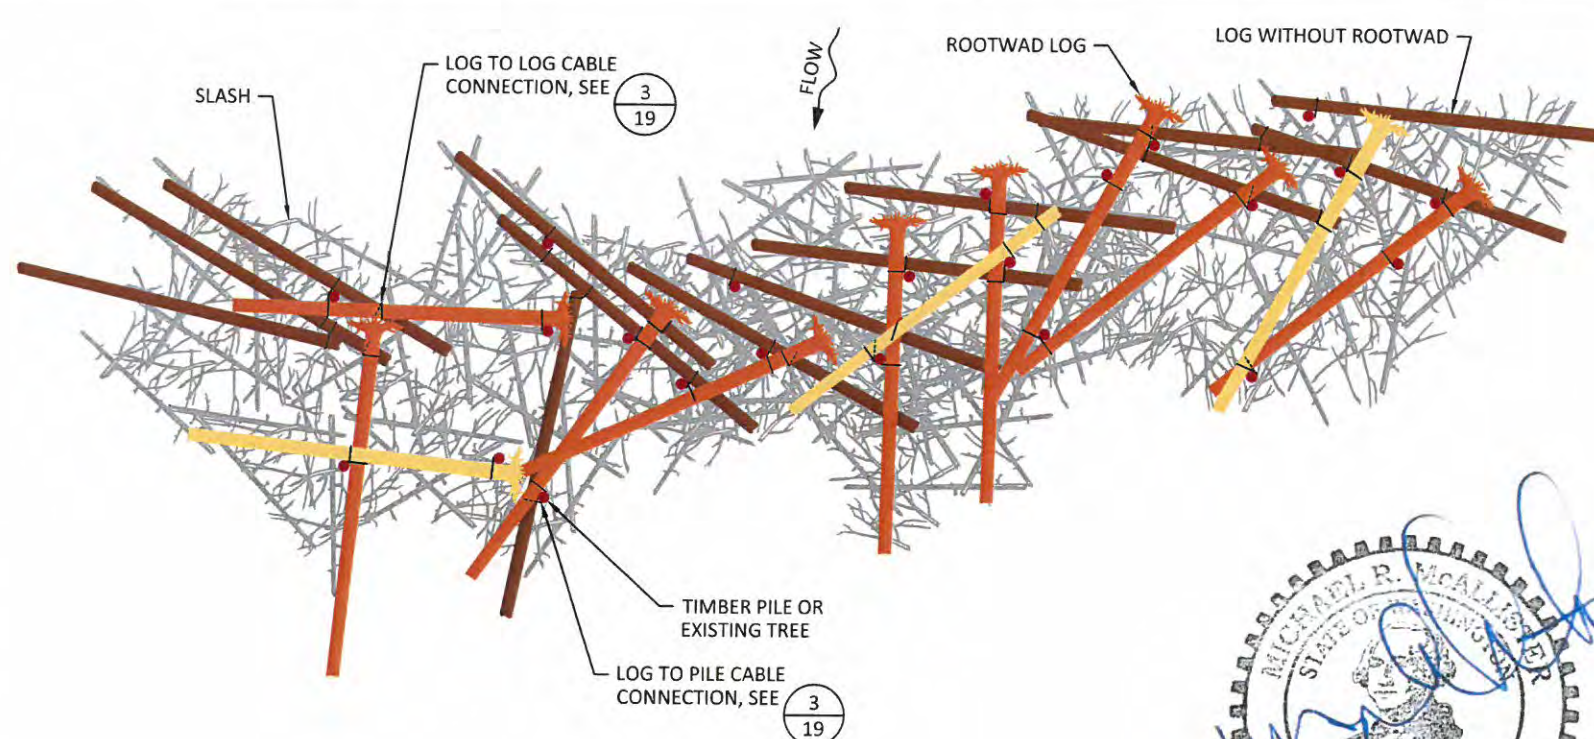 SLASH
LOG TO LOG CABLE
CONNECTION, SEE
3
19
FLOW
ROOTWAD LOG
LOG WITHOUT ROOTWAD
TIMBER PILE OR
EXISTING TREE
LOG TO PILE CABLE
CONNECTION, SEE
3
19
MICHAEL R. McALLISTER
STATE OF WASHINGTON